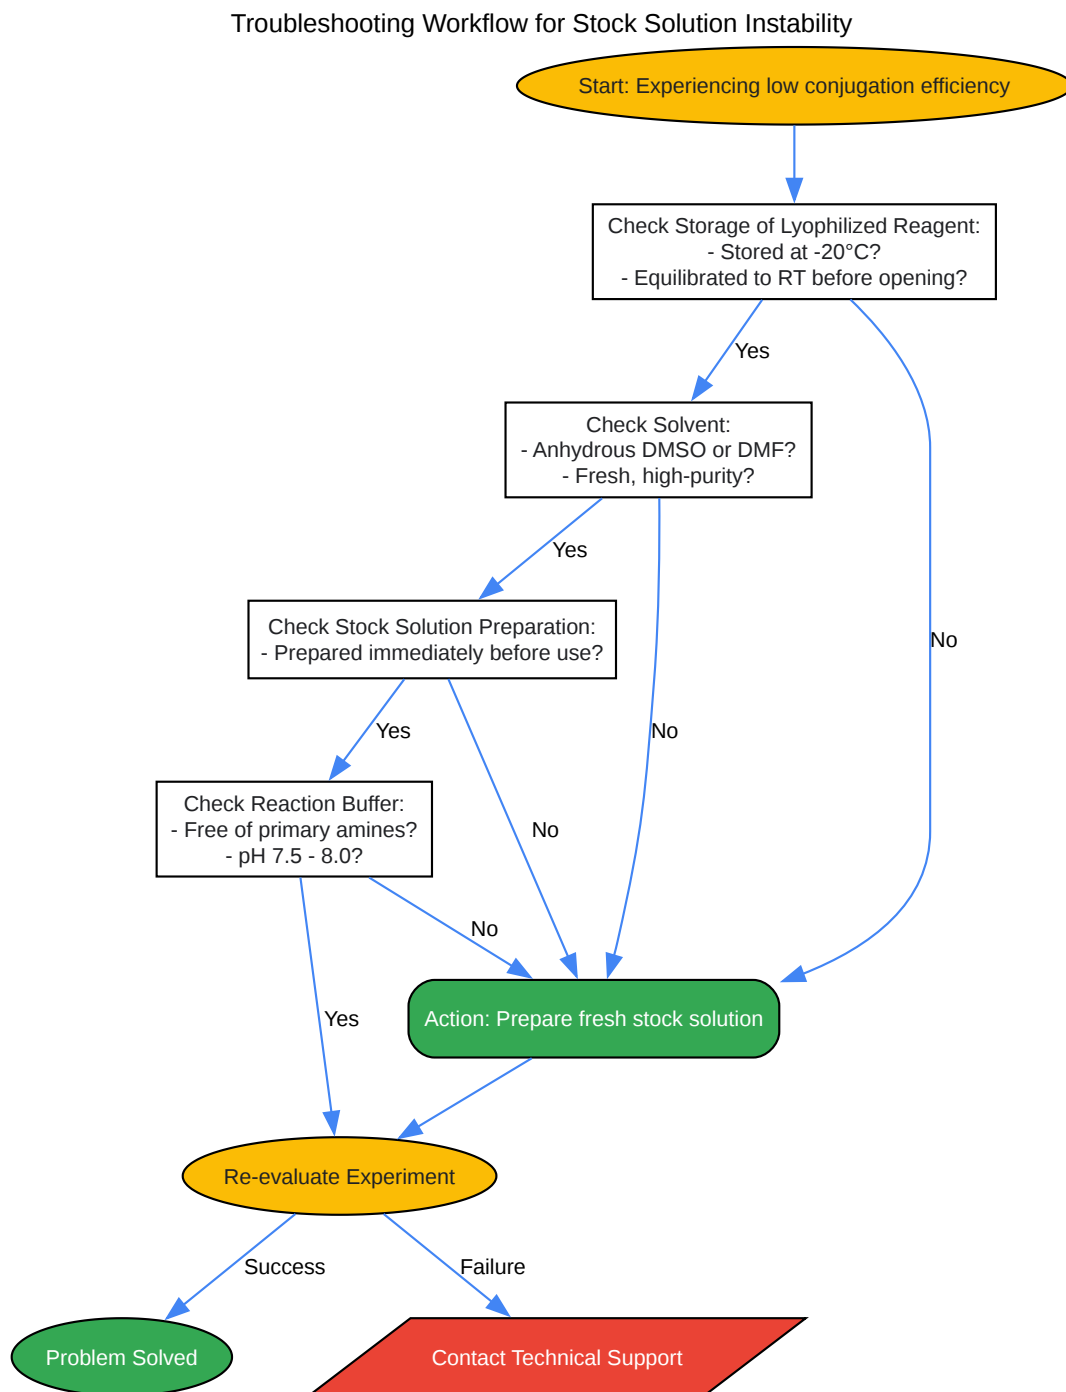 Troubleshooting Workflow for Stock Solution Instability
Start: Experiencing low conjugation efficiency
Check Storage of Lyophilized Reagent:
- Stored at -20°C?
- Equilibrated to RT before opening?
Yes
Check Solvent:
- Anhydrous DMSO or DMF?
- Fresh, high-purity?
Yes
Check Stock Solution Preparation:
- Prepared immediately before use?
No
Yes
No
Check Reaction Buffer:
- Free of primary amines?
- pH 7.5 - 8.0?
No
No
Action: Prepare fresh stock solution
Yes
Re-evaluate Experiment
Success
Failure
Problem Solved
Contact Technical Support